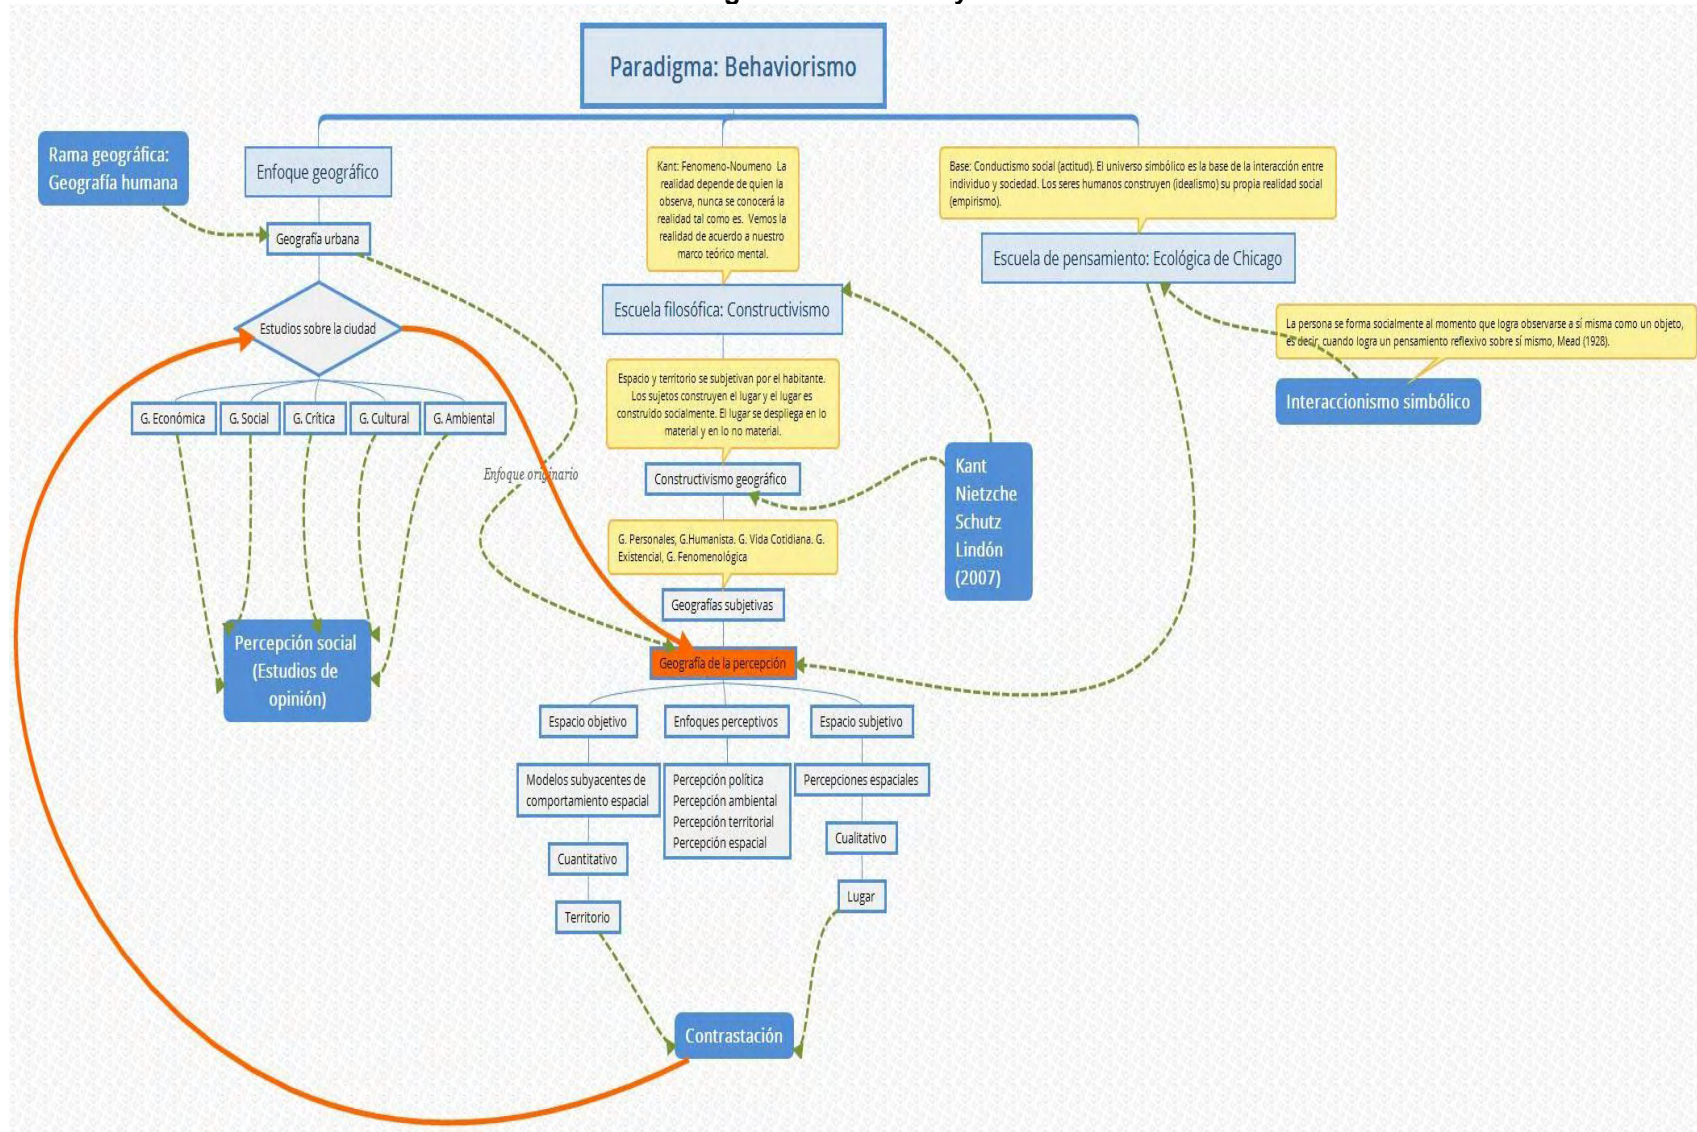 Paradigma: Behaviorismo
Rama geográfica:
Geografía humana
Enfoque geográfico
Geografía urbana
Estudios sobre la ciudad
G. Económica
G. Social
G. Crítica
G. Cultural
G. Ambiental
Enfoque originario
Percepción social
(Estudios de
opinión)
Kant: Fenomeno-Noumeno La
realidad depende de quien la
observa, nunca se conocerá la
realidad tal como es. Vemos la
realidad de acuerdo a nuestro
marco teórico mental.
Escuela filosófica: Constructivismo
Espacio y territorio se subjetivan por el habitante.
Los sujetos construyen el lugar y el lugar es
construido socialmente. El lugar se despliega en lo
material y en lo no material.
Constructivismo geográfico
G. Personales, G.Humanista. G. Vida Cotidiana. G.
Existencial, G. Fenomenológica
Geografías subjetivas
Geografía de la percepción
Base: Conductismo social (actitud). El universo simbólico es la base de la interacción entre
individuo y sociedad. Los seres humanos construyen (idealismo) su propia realidad social
(empirismo).
Escuela de pensamiento: Ecológica de Chicago
La persona se forma socialmente al momento que logra observarse a sí misma como un objeto,
es decir, cuando logra un pensamiento reflexivo sobre sí mismo, Mead (1928).
Interaccionismo simbólico
Kant
Nietzche
Schutz
Lindón
(2007)
Espacio objetivo
Enfoques perceptivos
Espacio subjetivo
Modelos subyacentes de
comportamiento espacial
Percepción política
Percepción ambiental
Percepción territorial
Percepción espacial
Percepciones espaciales
Cuantitativo
Cualitativo
Territorio
Lugar
Contrastación